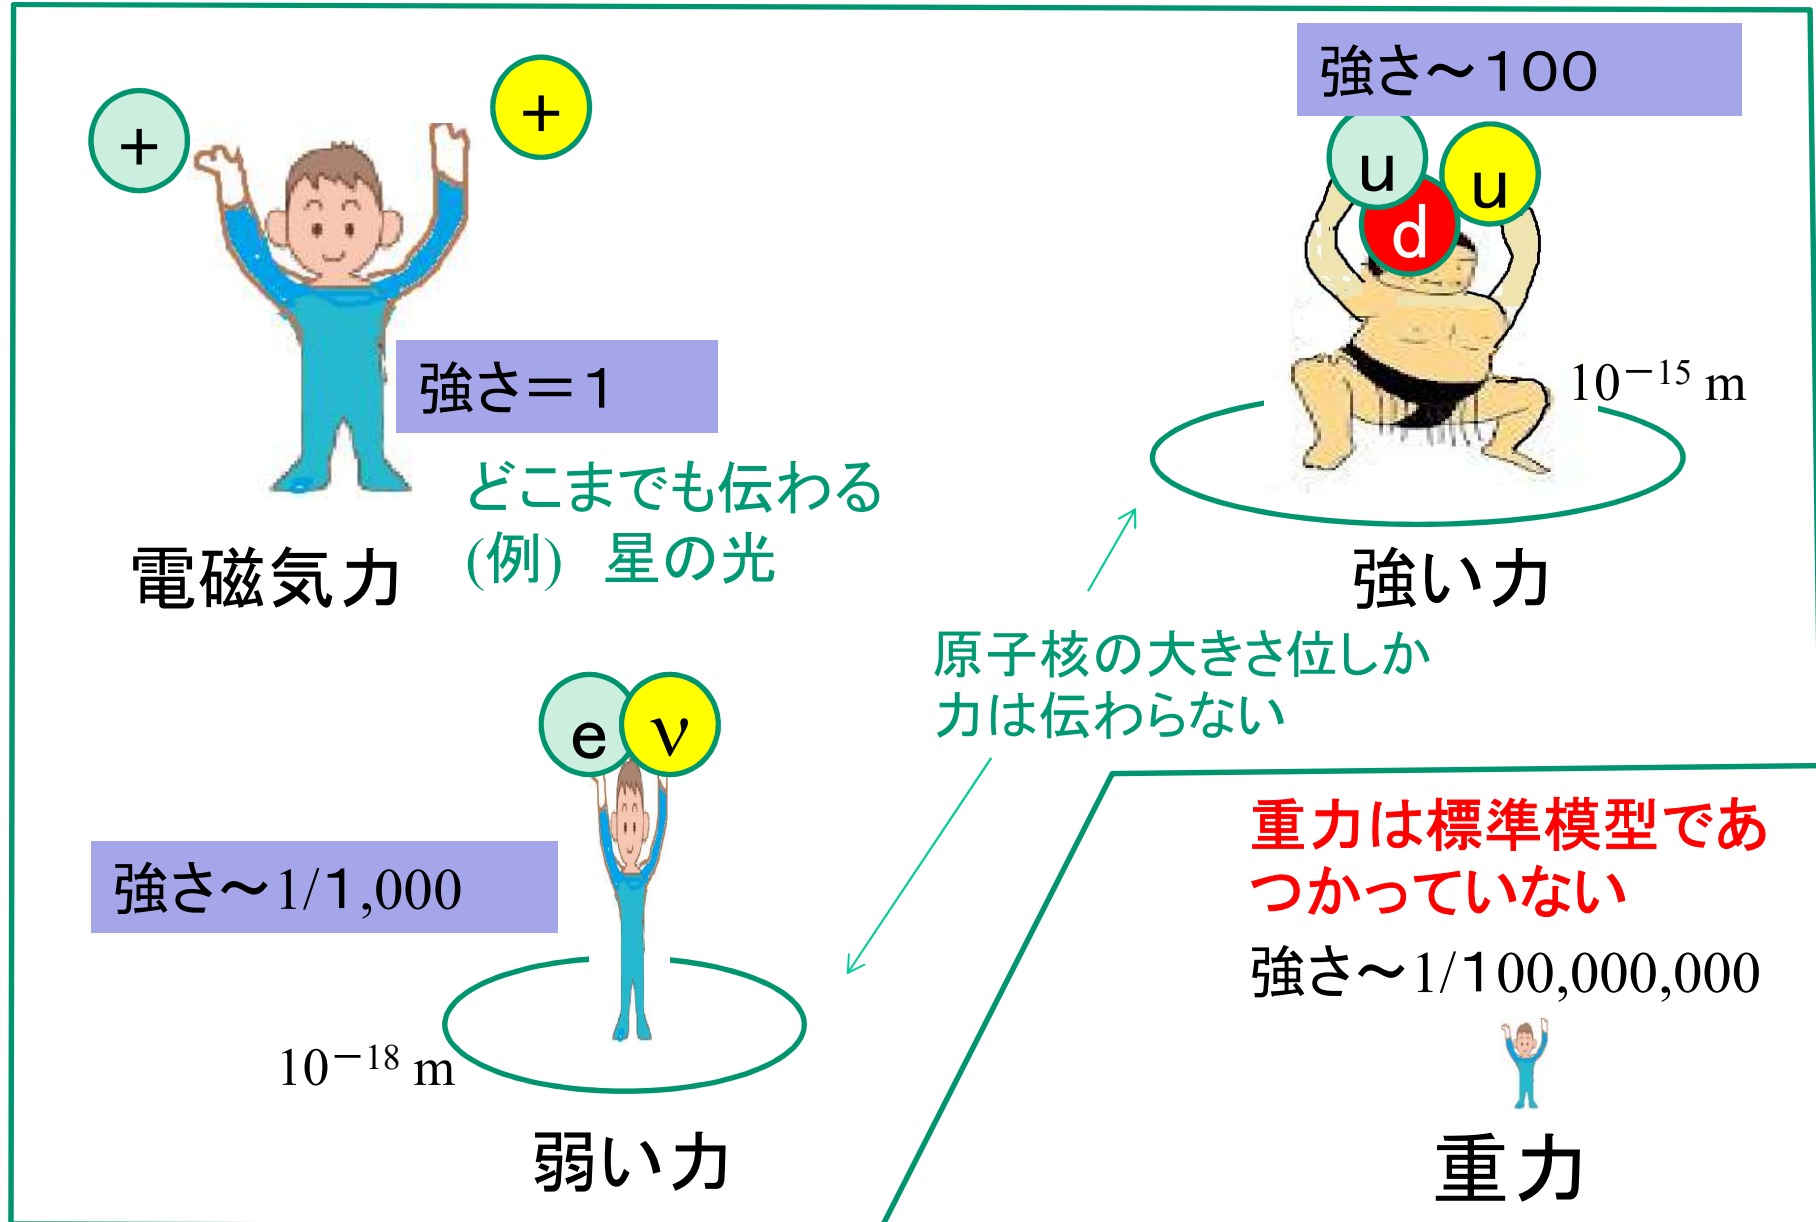 +
+
強さ=1
どこまでも伝わる
(例) 星の光
電磁気力
強さ～100
u
u
d
10−15 m
強い力
原子核の大きさ位しか
力は伝わらない
e
ν
強さ～1/1,000
10−18 m
弱い力
重力は標準模型であ
つかっていない
強さ～1/100,000,000
重力